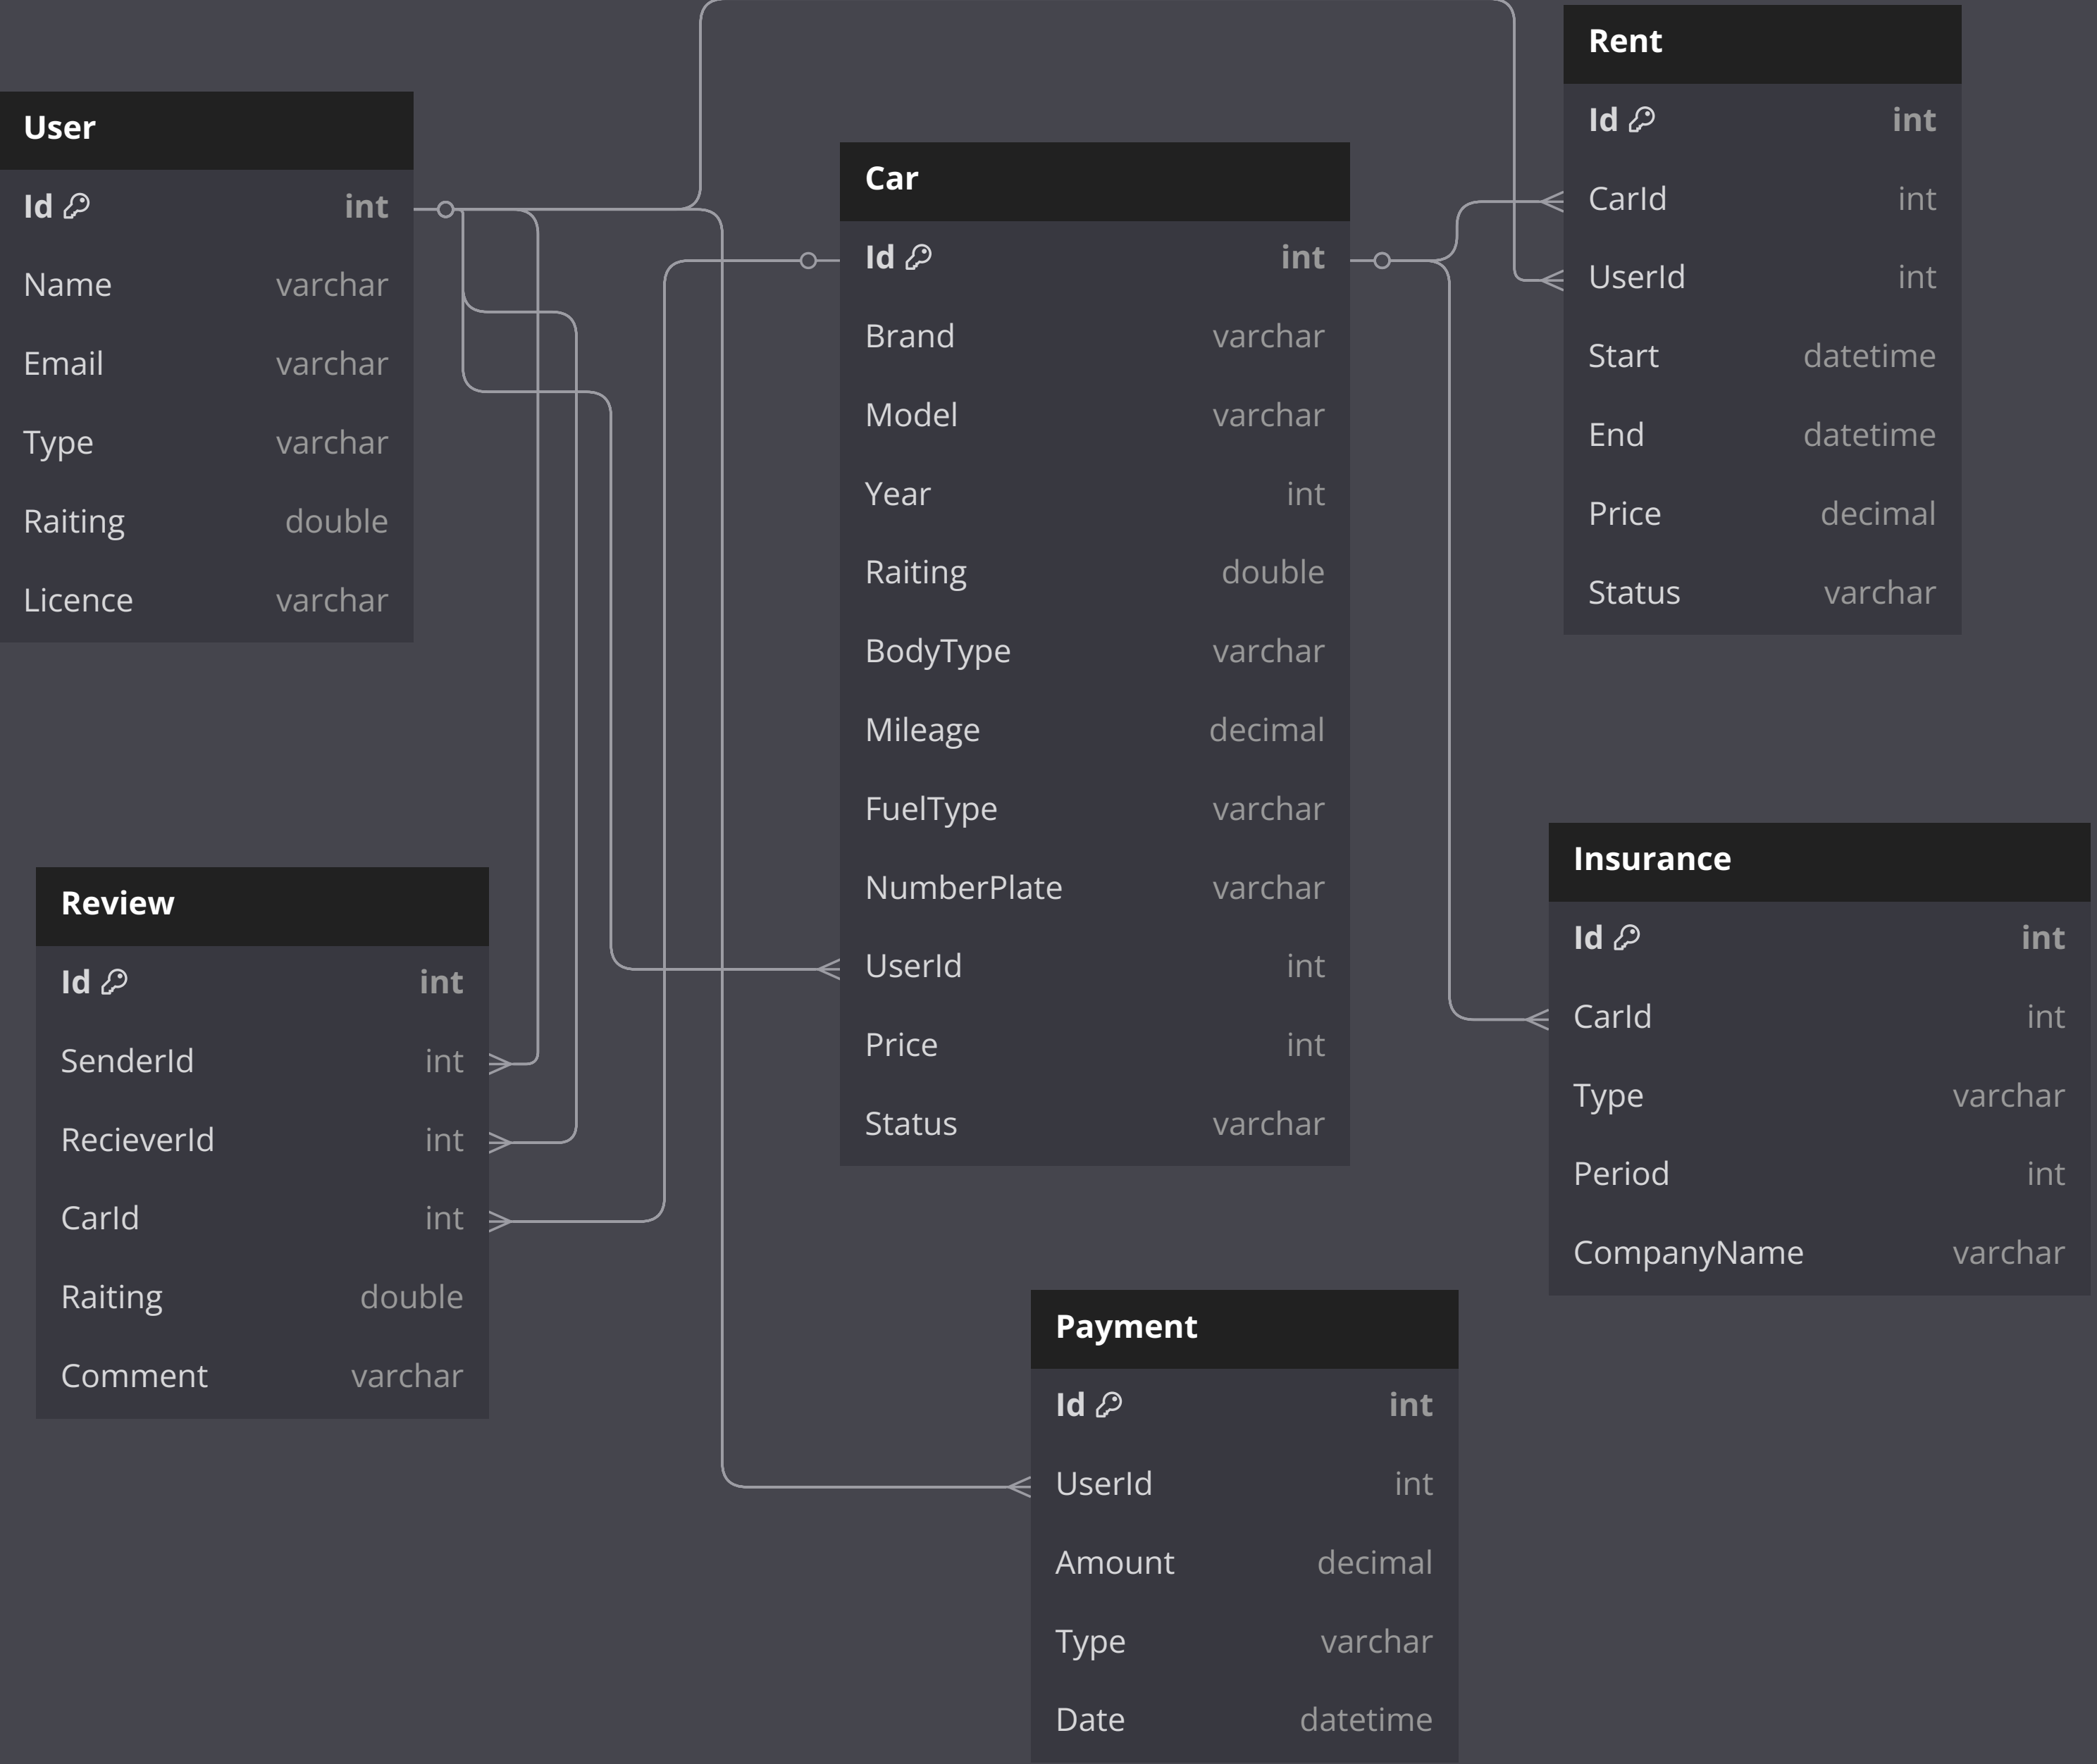 User
Id int
Name varchar
Email varchar
Type varchar
Raiting double
Licence varchar
Review
Id int
SenderId int
RecieverId int
CarId int
Raiting double
Comment varchar
Car
Id int
Brand varchar
Model varchar
Year int
Raiting double
BodyType varchar
Mileage decimal
FuelType varchar
NumberPlate varchar
UserId int
Price int
Status varchar
Payment
Id int
UserId int
Amount decimal
Type varchar
Date datetime
Rent
Id int
CarId int
UserId int
Start datetime
End datetime
Price decimal
Status varchar
Insurance
Id int
CarId int
Type varchar
Period int
CompanyName varchar